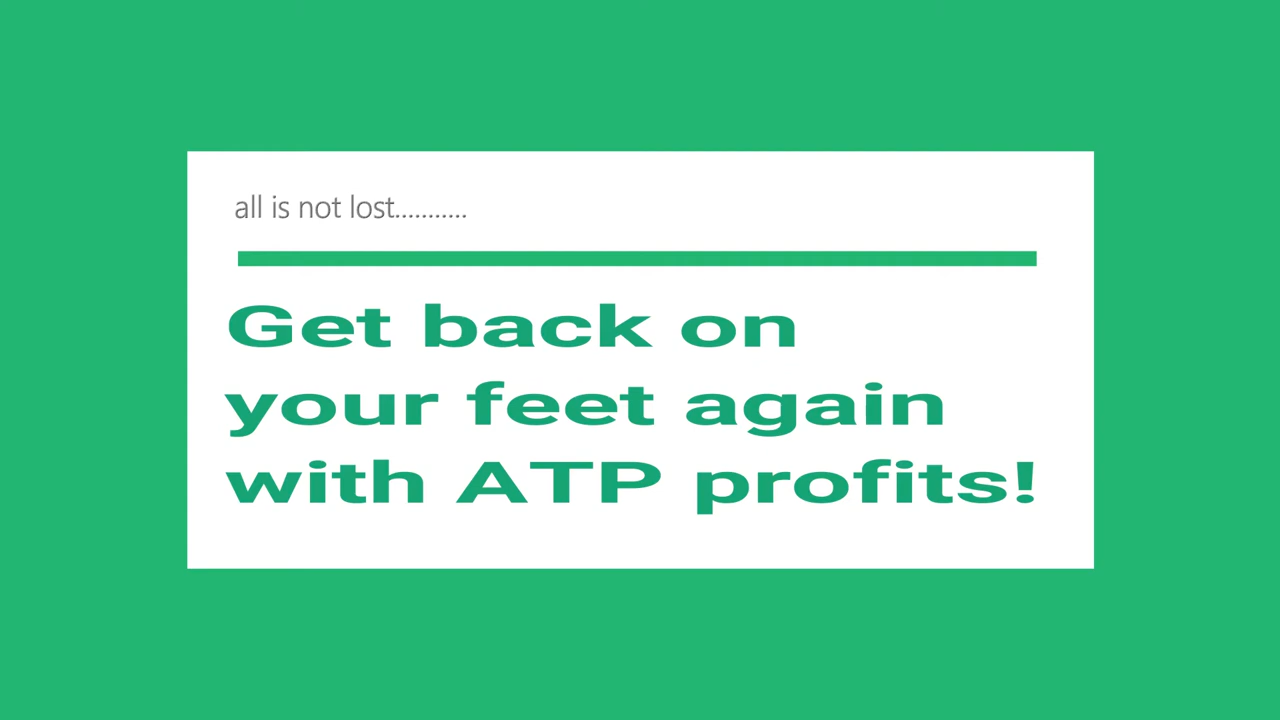 all is not lost...........
Get back on
your feet again
with ATP profits!